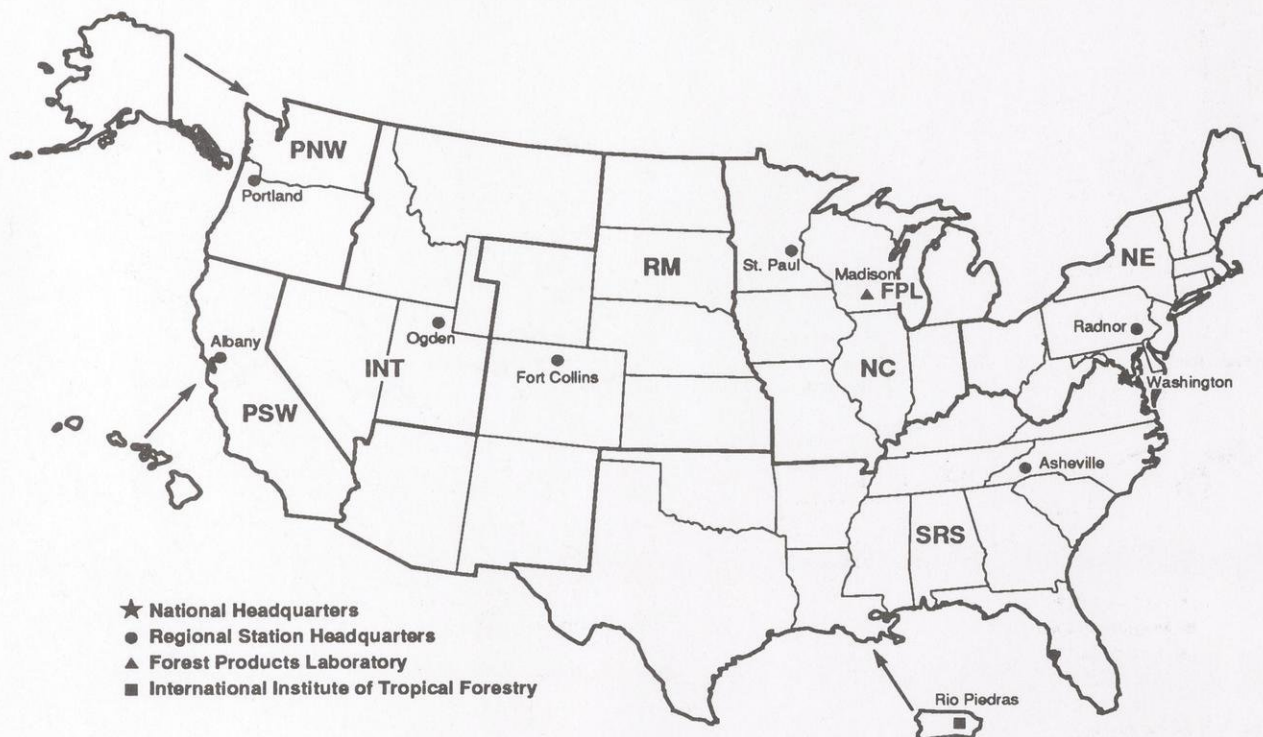 PNW
Portland
RM
St. Paul
Madison
FPL
NE
Albany
Ogden
Fort Collins
Radnor
INT
NC
Washington
PSW
Asheville
SRS
National Headquarters
Regional Station Headquarters
Forest Products Laboratory
International Institute of Tropical Forestry
Rio Piedras